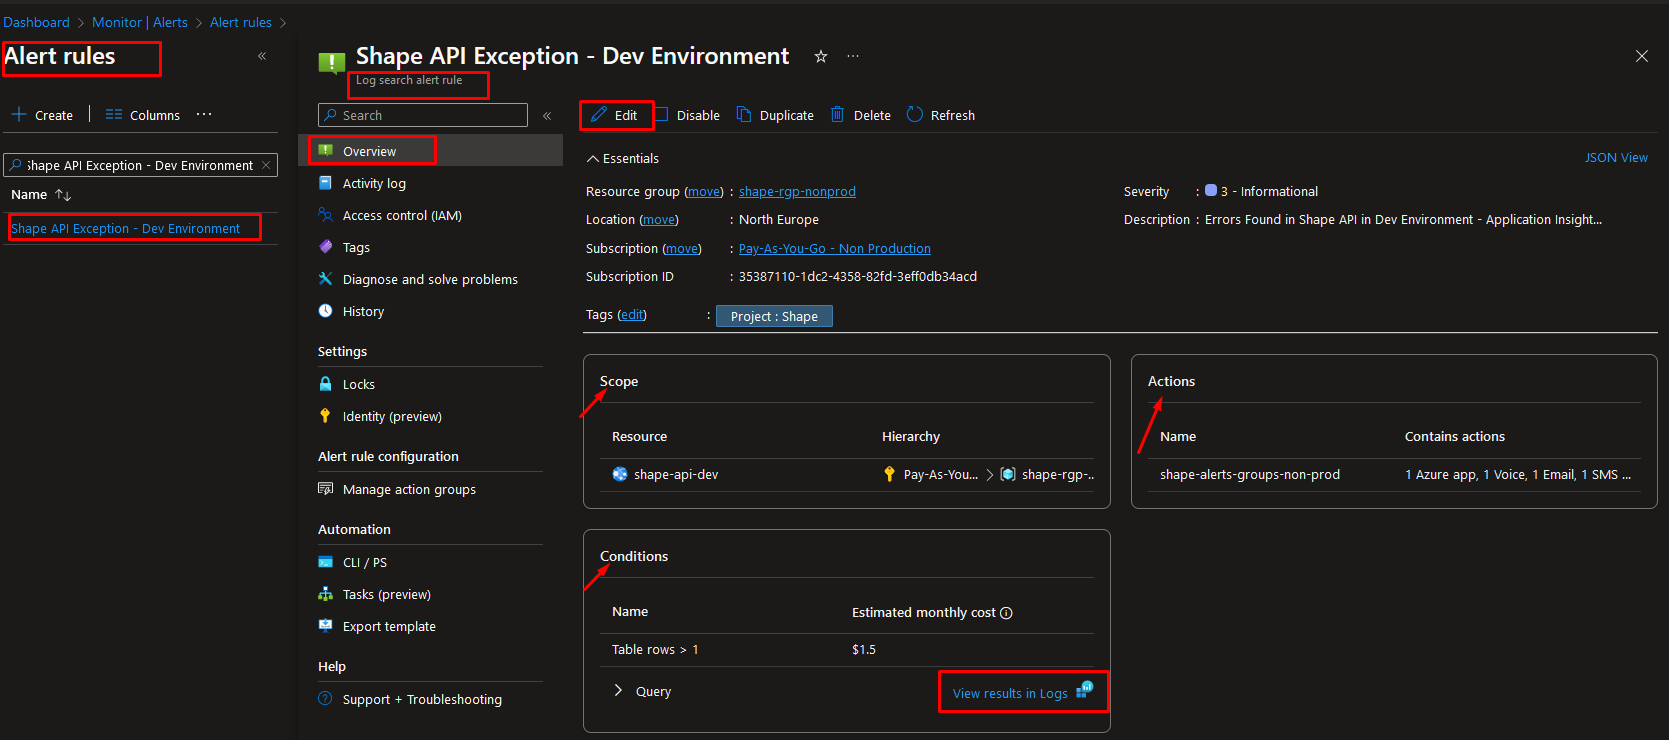 Dashboard > Monitor | Alerts > Alert rules >
Alert rules
«
Create
Columns
...
Shape API Exception - Dev Environment
Name
Shape API Exception - Dev Environment
Shape API Exception - Dev Environment
...
Log search alert rule
Search
«
Overview
Activity log
Access control (IAM)
Tags
Diagnose and solve problems
History
Settings
Locks
Identity (preview)
Alert rule configuration
Manage action groups
Automation
CLI / PS
Tasks (preview)
Export template
Help
Support + Troubleshooting
Edit
Disable
Duplicate
Delete
Refresh
Essentials
JSON View
Resource group (move) : shape-rgp-nonprod
Location (move) : North Europe
Subscription (move) : Pay-As-You-Go - Non Production
Subscription ID : 35387110-1dc2-4358-82fd-3eff0db34acd
Severity : 3 - Informational
Description : Errors Found in Shape API in Dev Environment - Application Insight...
Tags (edit) : Project : Shape
Scope
Resource Hierarchy
shape-api-dev Pay-As-You... > shape-rgp-..
Actions
Name Contains actions
shape-alerts-groups-non-prod 1 Azure app, 1 Voice, 1 Email, 1 SMS ...
Conditions
Name Estimated monthly cost
Table rows > 1 $1.5
Query
View results in Logs